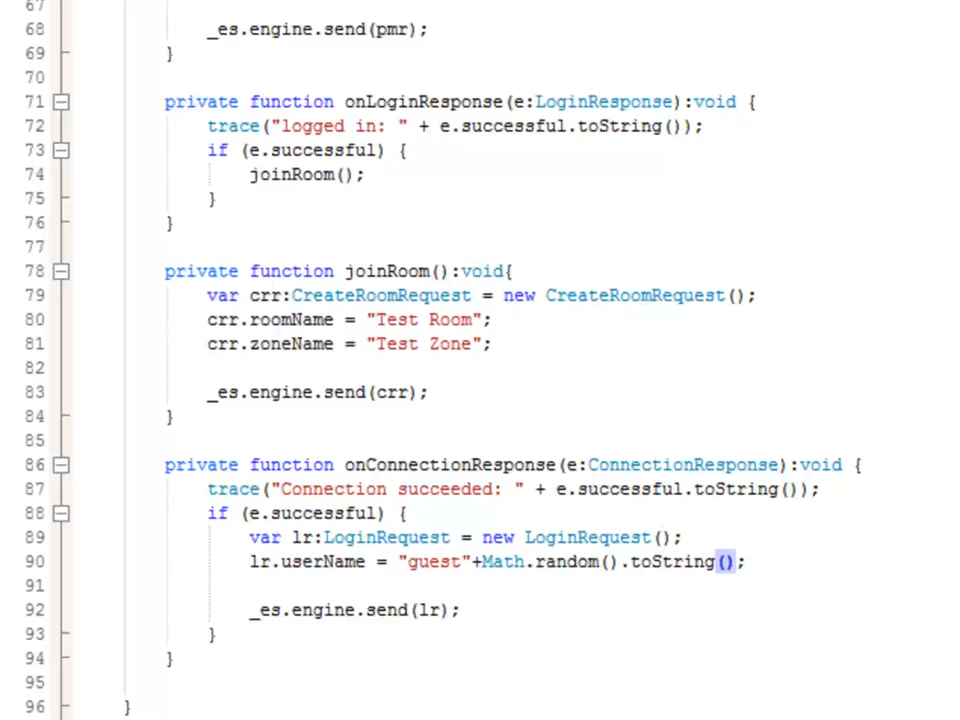 67
68 _es.engine.send(pmr);
69 }
70
71 private function onLoginResponse(e:LoginResponse):void {
72 trace("logged in: " + e.successful.toString());
73 if (e.successful) {
74 joinRoom();
75 }
76 }
77
78 private function joinRoom():void{
79 var crr:CreateRoomRequest = new CreateRoomRequest();
80 crr.roomName = "Test Room";
81 crr.zoneName = "Test Zone";
82
83 _es.engine.send(crr);
84 }
85
86 private function onConnectionResponse(e:ConnectionResponse):void {
87 trace("Connection succeeded: " + e.successful.toString());
88 if (e.successful) {
89 var lr:LoginRequest = new LoginRequest();
90 lr.userName = "guest"+Math.random().toString();
91
92 _es.engine.send(lr);
93 }
94 }
95
96 }